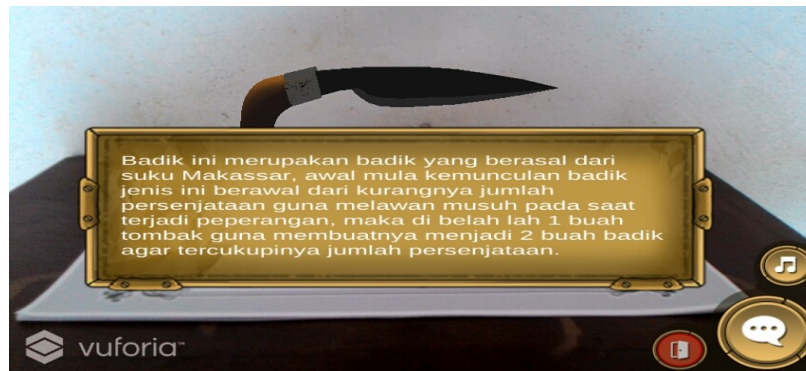 Badik ini merupakan badik yang berasal dari
suku Makassar, awal mula kemunculan badik
jenis ini berawal dari kurangnya jumlah
persenjataan guna melawan musuh pada saat
terjadi peperangan, maka di belah lah 1 buah
tombak guna membuatnya menjadi 2 buah badik
agar tercukupinya jumlah persenjataan.
vuforia™